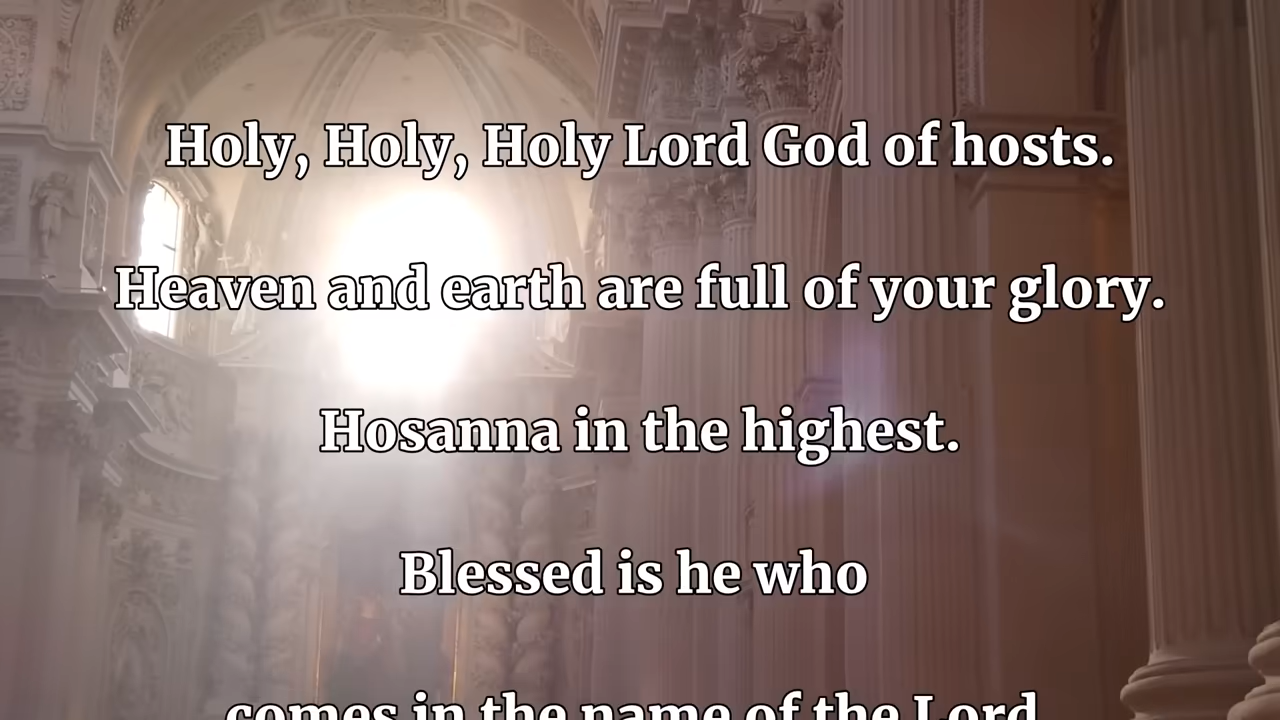 Holy, Holy, Holy Lord God of hosts.
Heaven and earth are full of your glory.
Hosanna in the highest.
Blessed is he who
comes in the name of the Lord